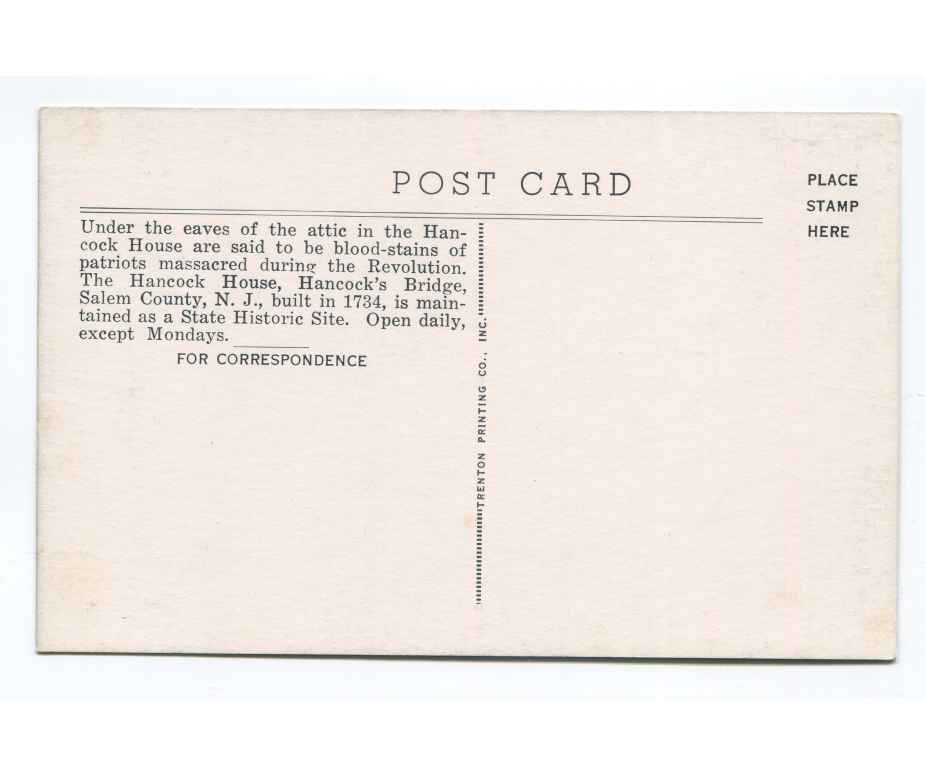 POST CARD
PLACE
STAMP
HERE
Under the eaves of the attic in the Han-
cock House are said to be blood-stains of
patriots massacred during the Revolution.
The Hancock House, Hancock's Bridge,
Salem County, N. J., built in 1734, is main-
tained as a State Historic Site. Open daily,
except Mondays.
FOR CORRESPONDENCE
TRENTON PRINTING CO., INC.